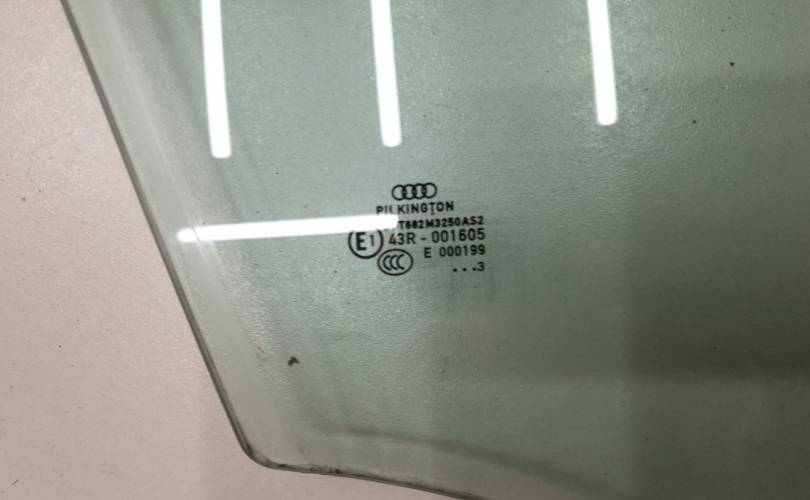 PILKINGTON
T682M3250AS2
E1 43R - 001605
E 000199
CCC
...3